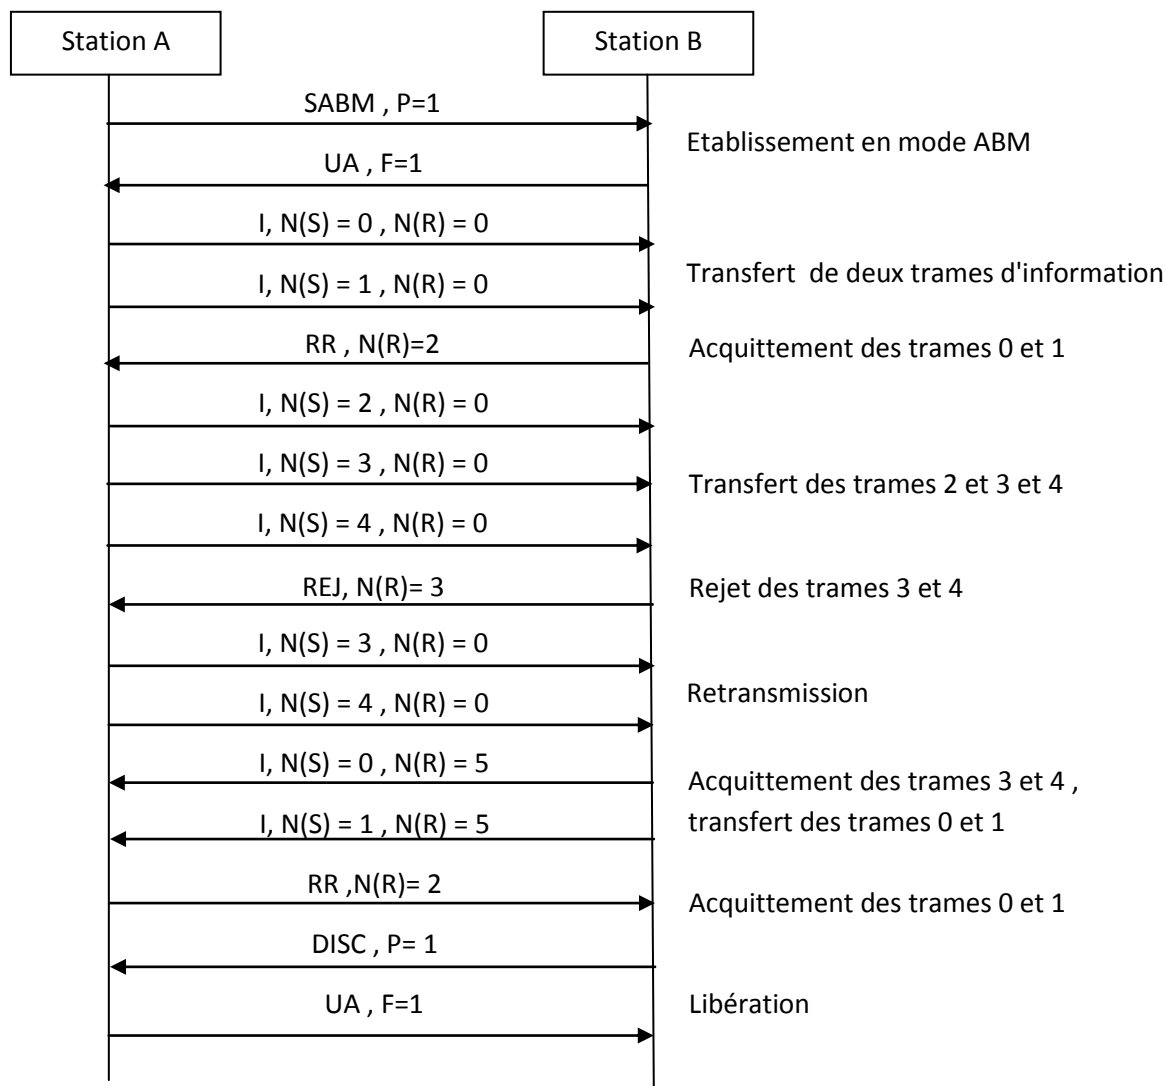 Station A
Station B
SABM , P=1
Etablissement en mode ABM
UA , F=1
I, N(S) = 0 , N(R) = 0
Transfert  de deux trames d'information
I, N(S) = 1 , N(R) = 0
RR , N(R)=2
Acquittement des trames 0 et 1
I, N(S) = 2 , N(R) = 0
I, N(S) = 3 , N(R) = 0
Transfert des trames 2 et 3 et 4
I, N(S) = 4 , N(R) = 0
REJ, N(R)= 3
Rejet des trames 3 et 4
I, N(S) = 3 , N(R) = 0
Retransmission
I, N(S) = 4 , N(R) = 0
I, N(S) = 0 , N(R) = 5
Acquittement des trames 3 et 4 ,
transfert des trames 0 et 1
I, N(S) = 1 , N(R) = 5
RR ,N(R)= 2
Acquittement des trames 0 et 1
DISC , P= 1
UA , F=1
Libération